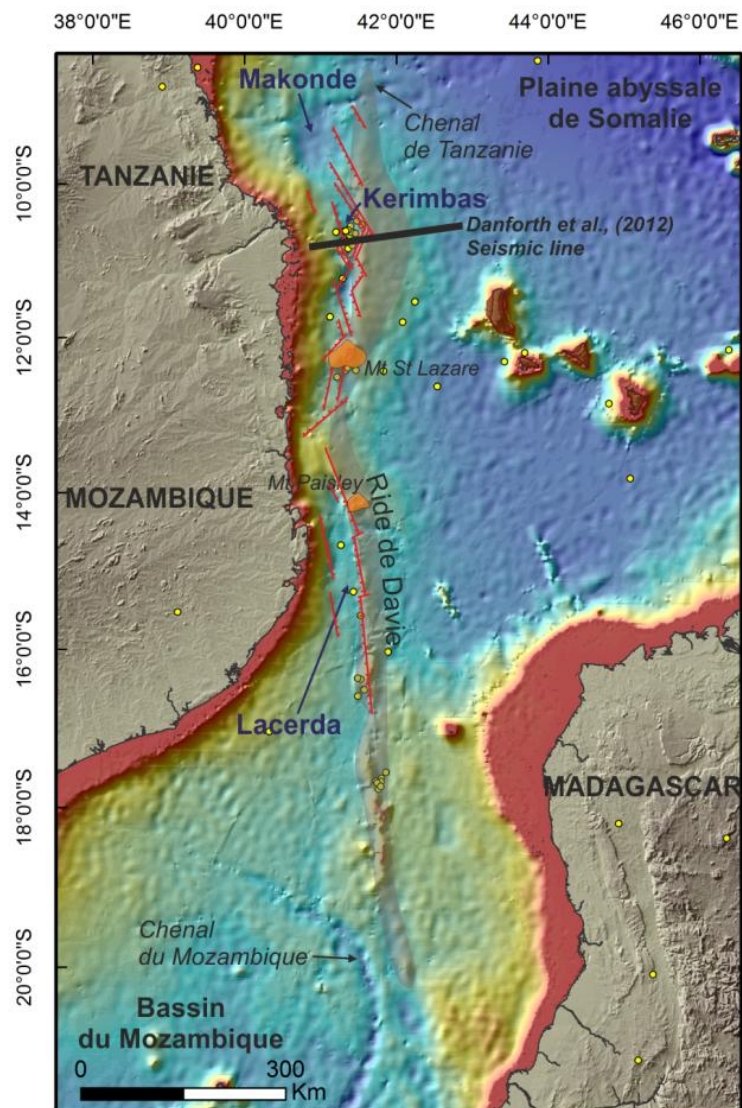 38°0'0"E
40°0'0"E
42°0'0"E
44°0'0"E
46°0'0"E
Makonde
Plaine abyssale
de Somalie
Chenal
de Tanzanie
10°0'0"S
TANZANIE
Kerimbas
Danforth et al., (2012)
Seismic line
12°0'0"S
Mt St Lazare
14°0'0"S
MOZAMBIQUE
Mt Paisley
Ride de Davie
16°0'0"S
Lacerda
MADAGASCAR
18°0'0"S
Chenal
du Mozambique
20°0'0"S
Bassin
du Mozambique
0
300
Km